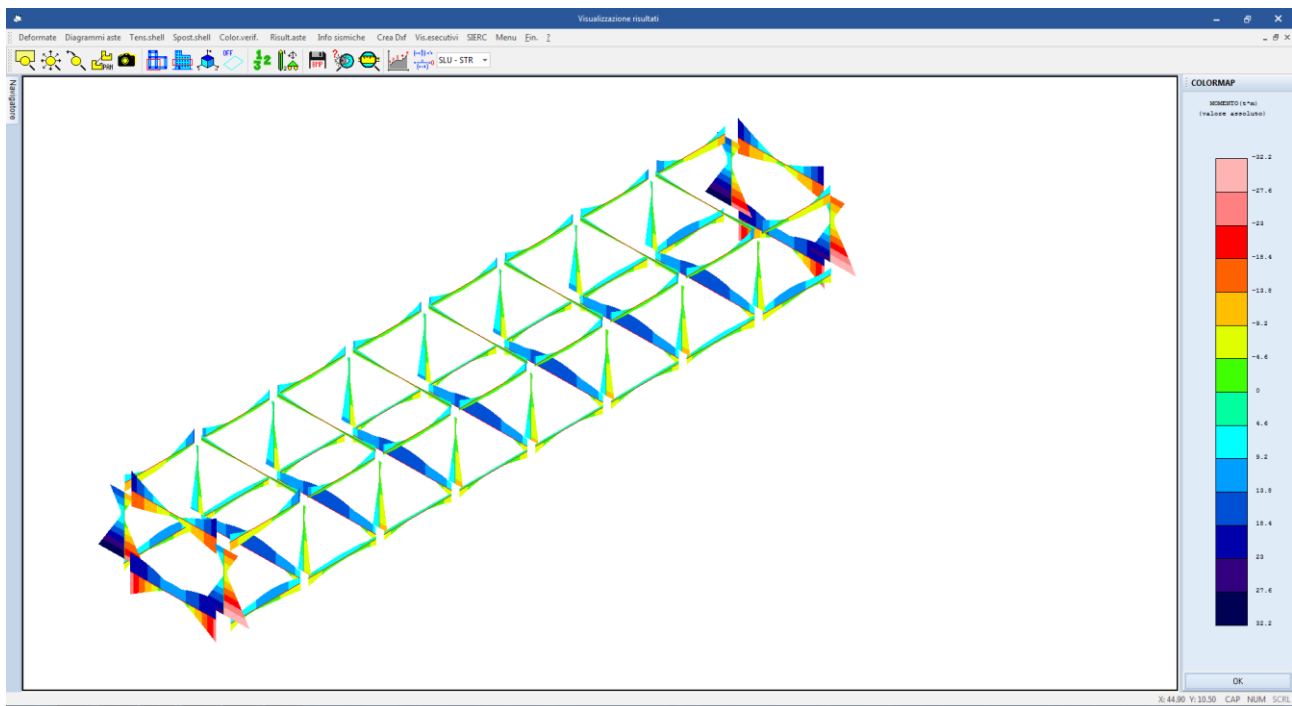 Visualizzazione risultati
Deformate Diagrammi aste Tens.shell Spost.shell Color.verif. Risult.aste Info sismiche Crea Dxf Vis.esecutivi SIERC Menu Ein. ?
PAN
OFF
SLU - STR
Navigatore
COLORMAP
MOMENTO(t*m)
(valore assoluto)
-32.2
-27.6
-23
-18.4
-13.8
-9.2
-4.6
0
4.6
9.2
13.8
18.4
23
27.6
32.2
OK
X: 44.90 Y: 10.50 CAP NUM SCRL